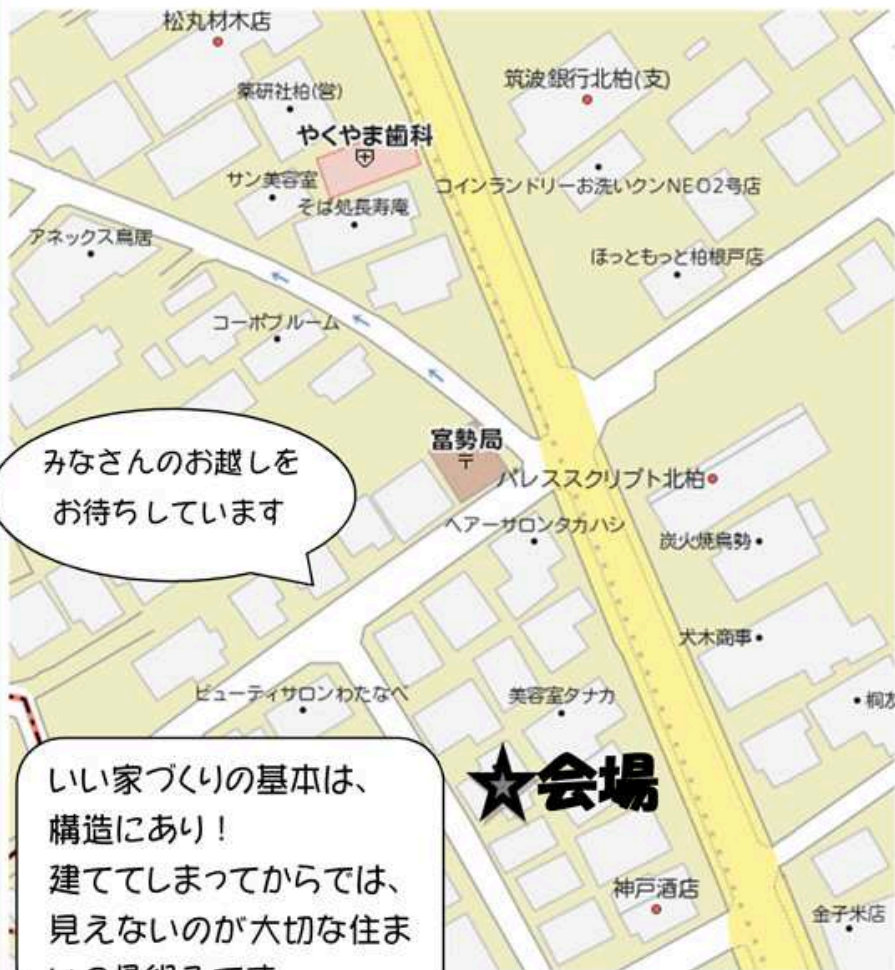 松丸材木店
薬研社柏(営)
筑波銀行北柏(支)
やくやま歯科
サン美容室
コインランドリーお洗いクンNEO2号店
そば処長寿庵
アネックス鳥居
ほっともっと柏根戸店
コーポブルーム
富勢局
みなさんのお越しを
お待ちしています
パレススクリプト北柏
ヘアーサロンタカハシ
炭火焼鳥勢
犬木商事
ビューティサロンわたなべ
美容室タナカ
桐友
☆会場
いい家づくりの基本は、
構造にあり！
建ててしまってからでは、
見えないのが大切な住ま
神戸酒店
金子米店